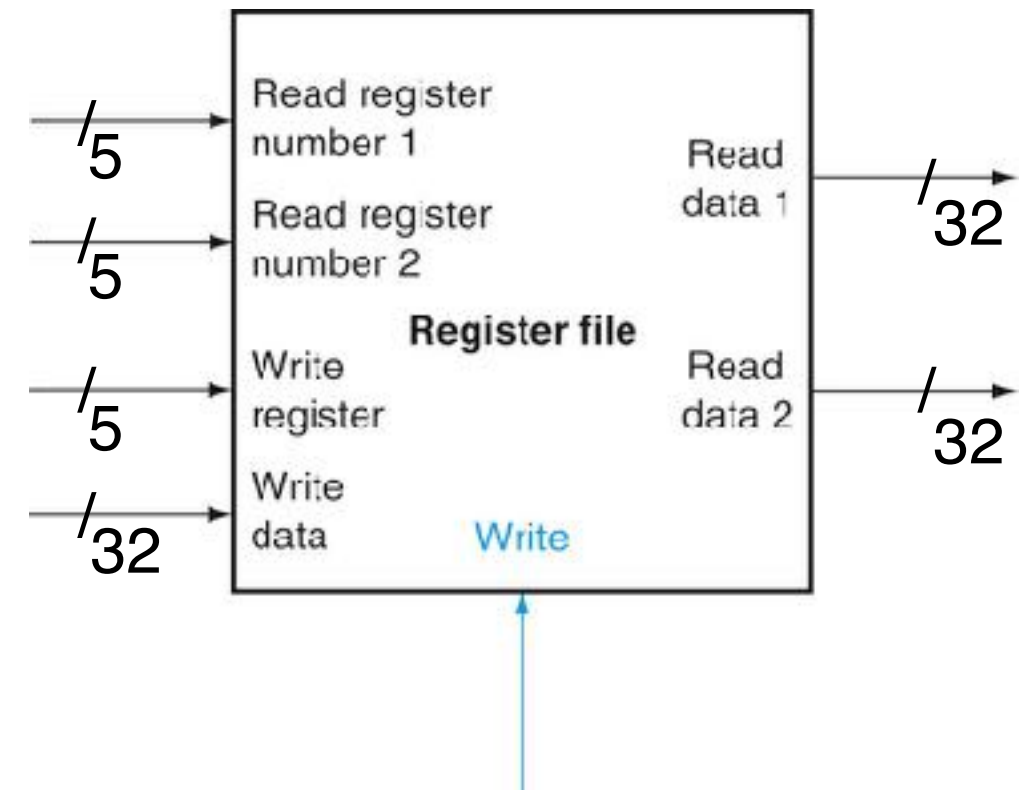 Read register
number 1
/5
Read register
number 2
/5
Read
data 1
/32
Register file
Write
register
/5
Read
data 2
/32
Write
data
/32
Write